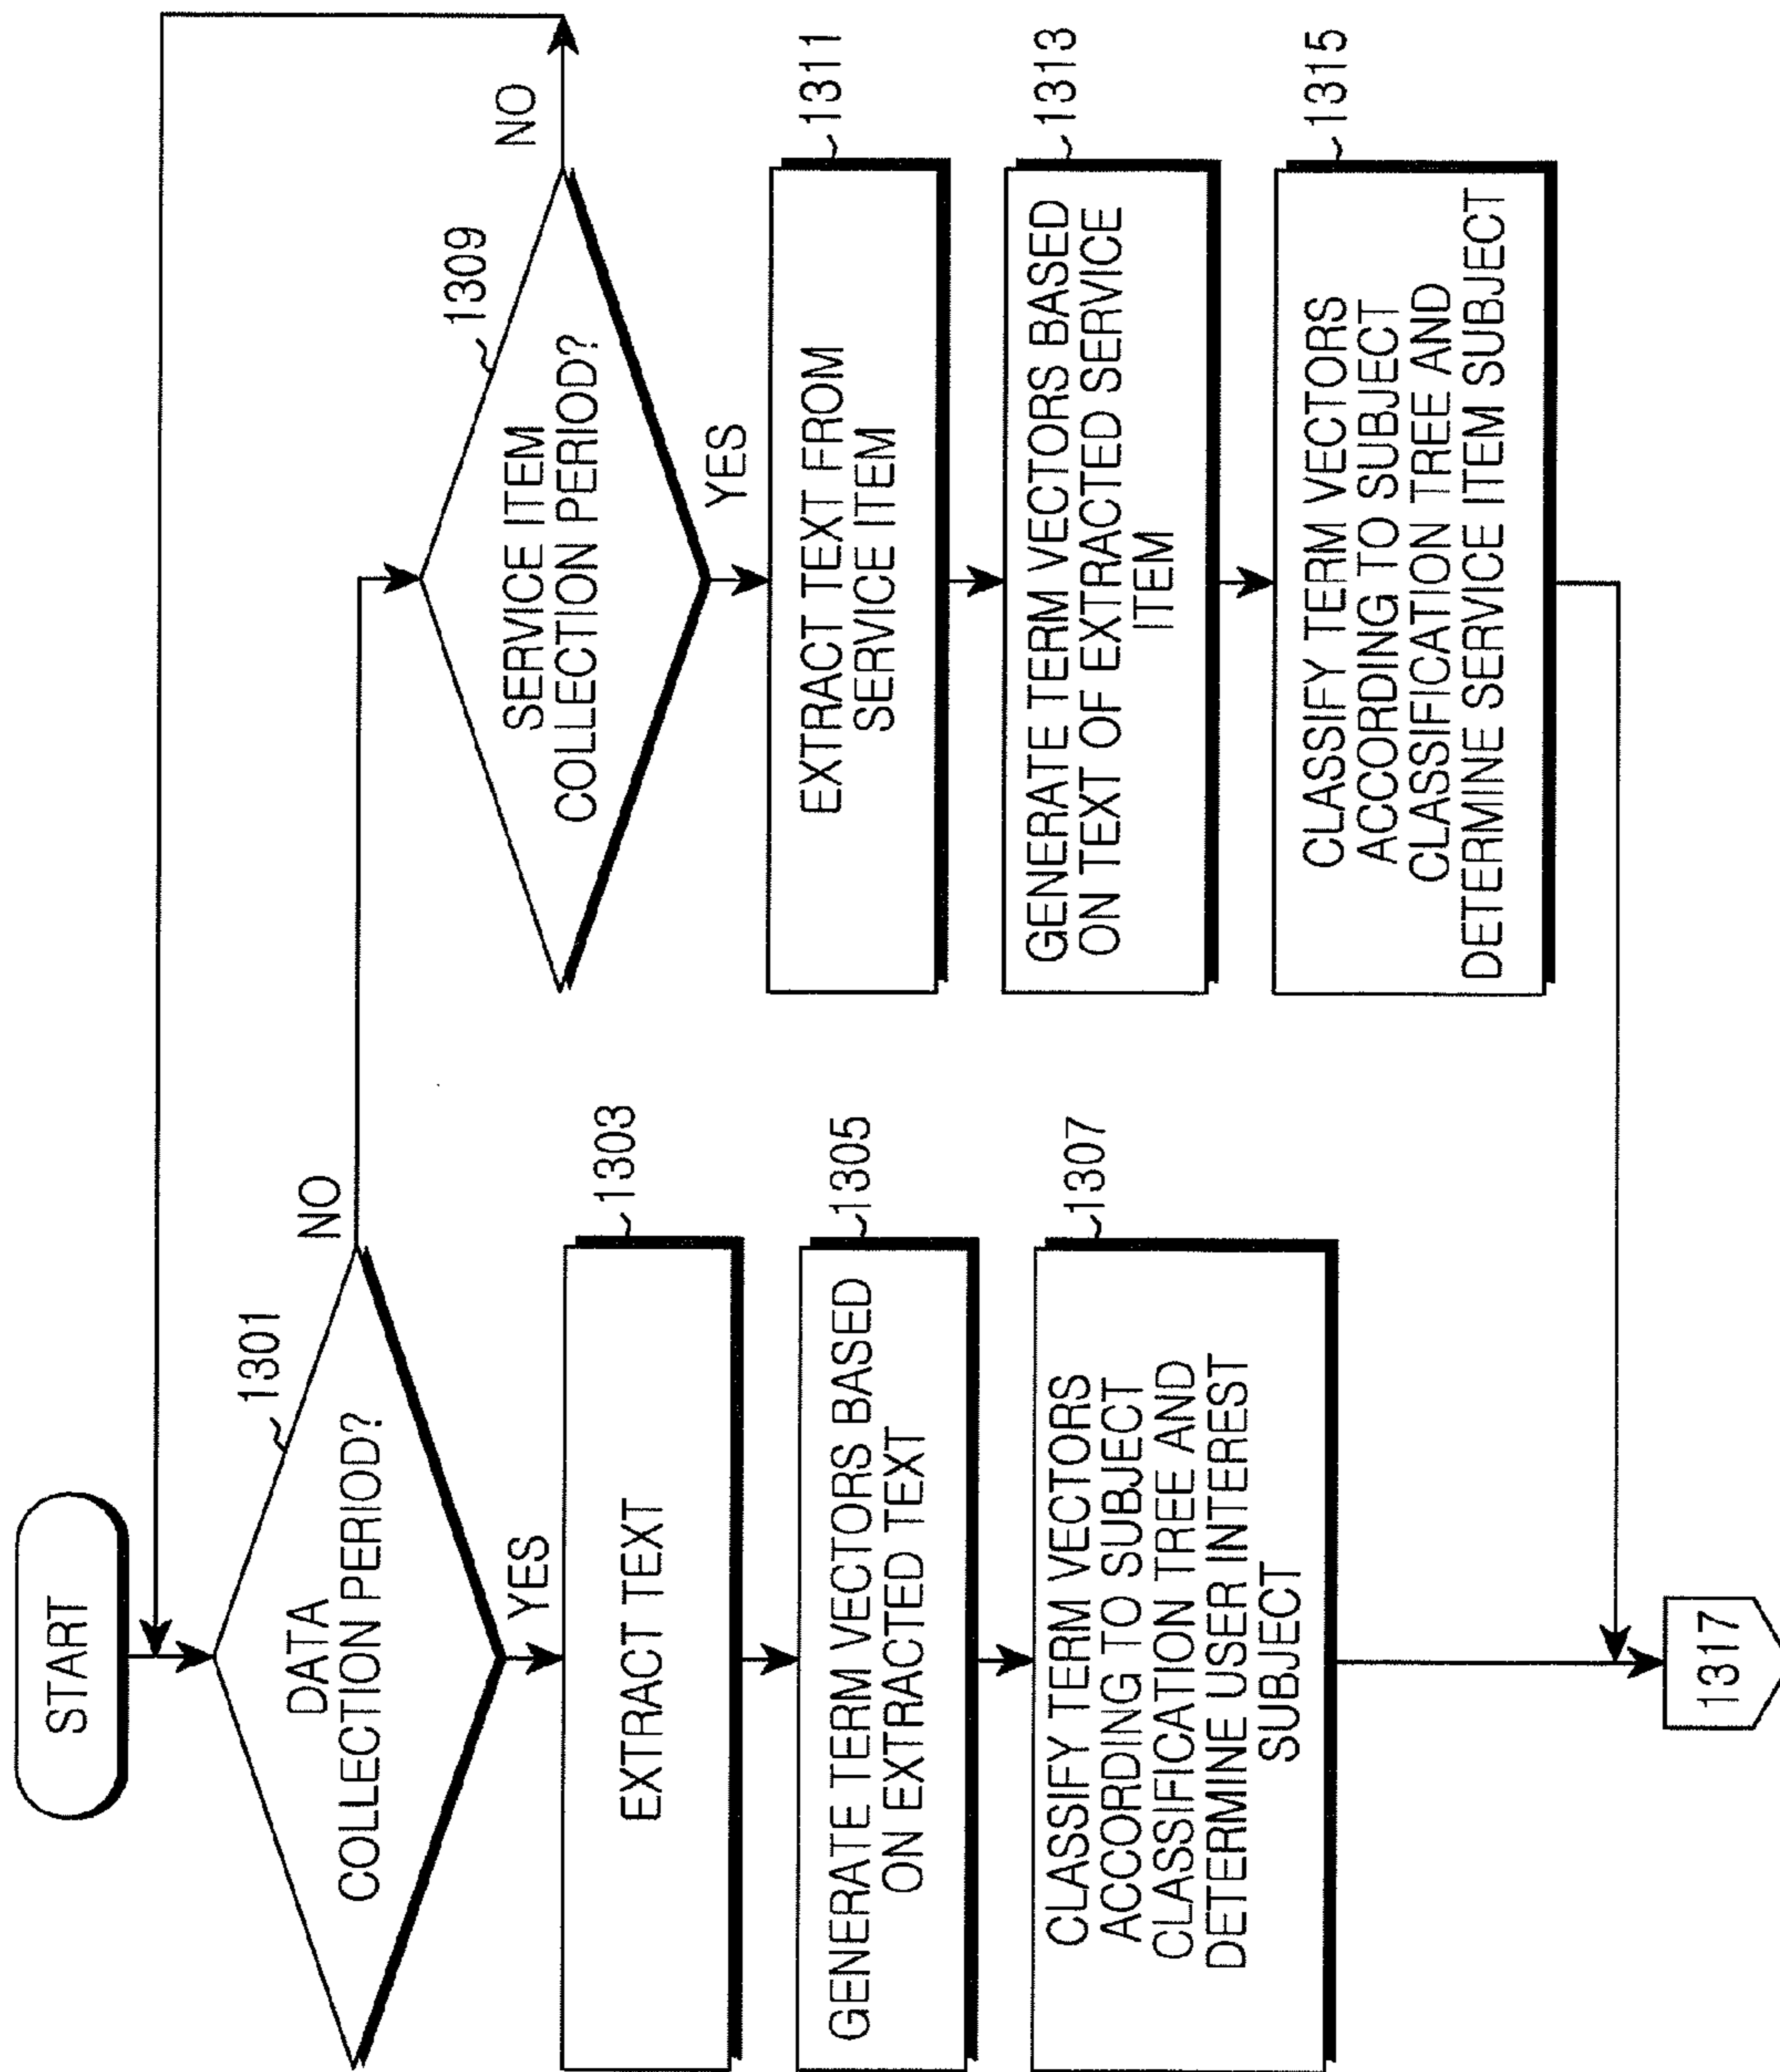 START
1301
DATA
COLLECTION PERIOD?
NO
YES
EXTRACT TEXT
1303
GENERATE TERM VECTORS BASED
ON EXTRACTED TEXT
1305
CLASSIFY TERM VECTORS
ACCORDING TO SUBJECT
CLASSIFICATION TREE AND
DETERMINE USER INTEREST
SUBJECT
1307
1309
SERVICE ITEM
COLLECTION PERIOD?
NO
YES
EXTRACT TEXT FROM
SERVICE ITEM
1311
GENERATE TERM VECTORS BASED
ON TEXT OF EXTRACTED SERVICE
ITEM
1313
CLASSIFY TERM VECTORS
ACCORDING TO SUBJECT
CLASSIFICATION TREE AND
DETERMINE SERVICE ITEM SUBJECT
1315
1317